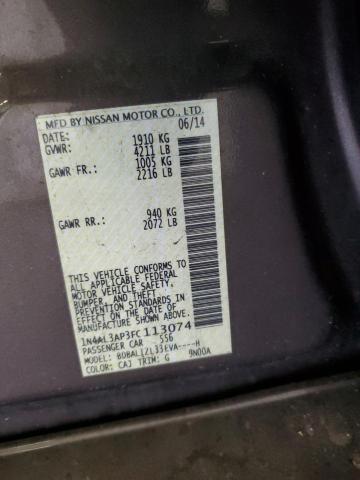 MFD BY NISSAN MOTOR CO., LTD.
DATE: 06/14
GVWR: 1910 KG
4211 LB
GAWR FR.: 1005 KG
2216 LB
GAWR RR.: 940 KG
2072 LB
THIS VEHICLE CONFORMS TO
ALL APPLICABLE FEDERAL
MOTOR VEHICLE SAFETY,
BUMPER, AND THEFT
PREVENTION STANDARDS IN
EFFECT ON THE DATE OF
MANUFACTURE SHOWN ABOVE.
1N4AL3AP3FC113074
PASSENGER CAR 556
MODEL: BDBALIZL33EVA----H
COLOR: CAJ TRIM: G 9N00A